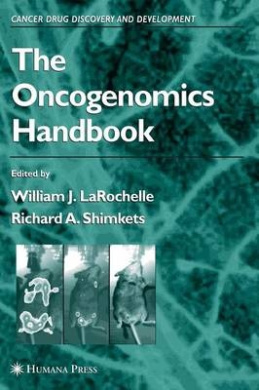 CANCER DRUG DISCOVERY AND DEVELOPMENT
The
Oncogenomics
Handbook
Edited by
William J. LaRochelle
Richard A. Shimkets
HUMANA PRESS